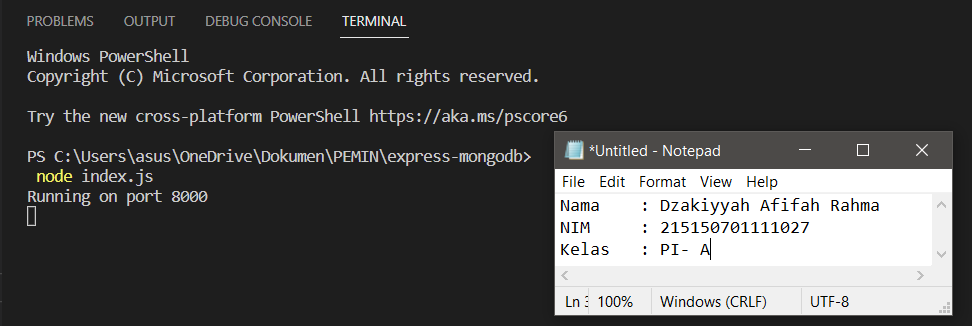 PROBLEMS OUTPUT DEBUG CONSOLE TERMINAL
Windows PowerShell
Copyright (C) Microsoft Corporation. All rights reserved.
Try the new cross-platform PowerShell https://aka.ms/pscore6
PS C:\Users\asus\OneDrive\Dokumen\PEMIN\express-mongodb>
node index.js
Running on port 8000
*Untitled - Notepad
File Edit Format View Help
Nama : Dzakiyyah Afifah Rahma
NIM : 215150701111027
Kelas : PI- A
Ln 100% Windows (CRLF) UTF-8